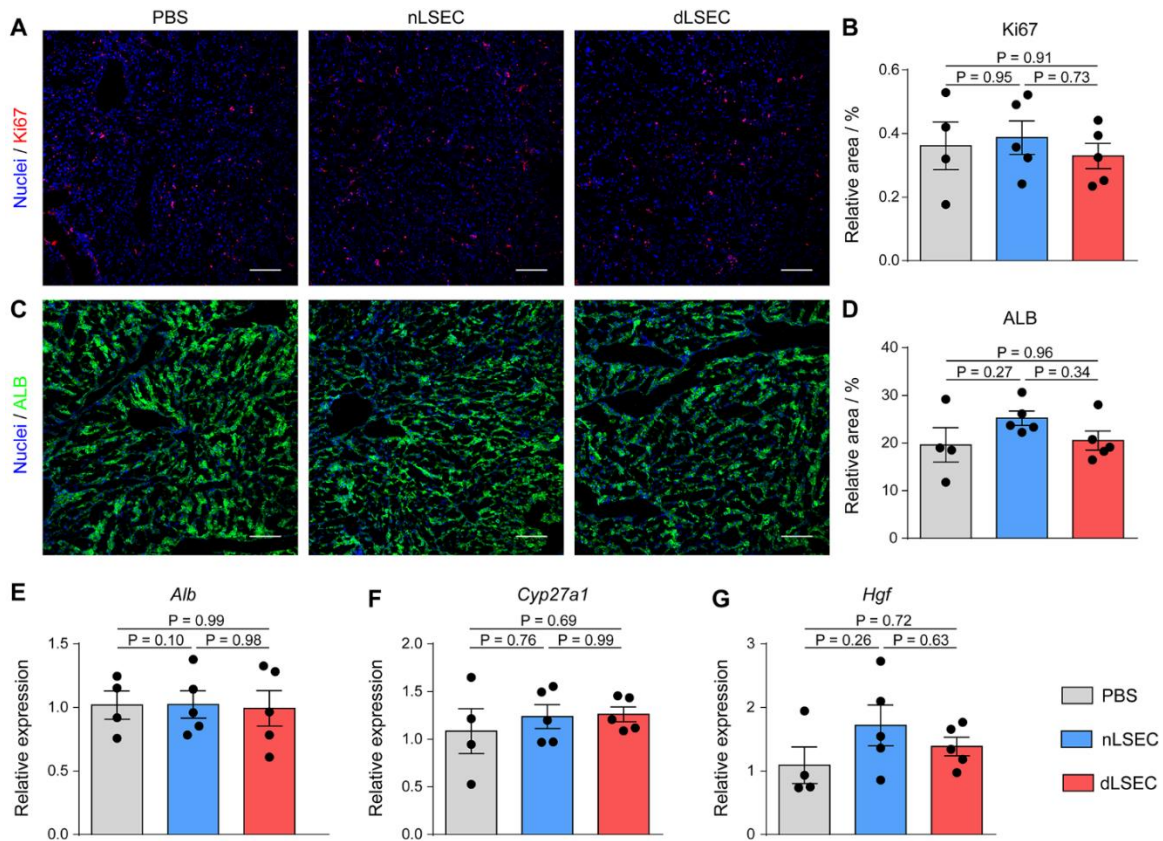 PBS
nLSEC
dLSEC
A
Nuclei / Ki67
B
Ki67
P = 0.91
P = 0.95
P = 0.73
Relative area / %
0.6
0.4
0.2
0.0
C
Nuclei / ALB
D
ALB
P = 0.96
P = 0.27
P = 0.34
Relative area / %
40
30
20
10
0
E
Alb
P = 0.99
P = 0.10
P = 0.98
Relative expression
1.5
1.0
0.5
0.0
F
Cyp27a1
P = 0.69
P = 0.76
P = 0.99
Relative expression
2.0
1.5
1.0
0.5
0.0
G
Hgf
P = 0.72
P = 0.26
P = 0.63
Relative expression
3
2
1
0
PBS
nLSEC
dLSEC